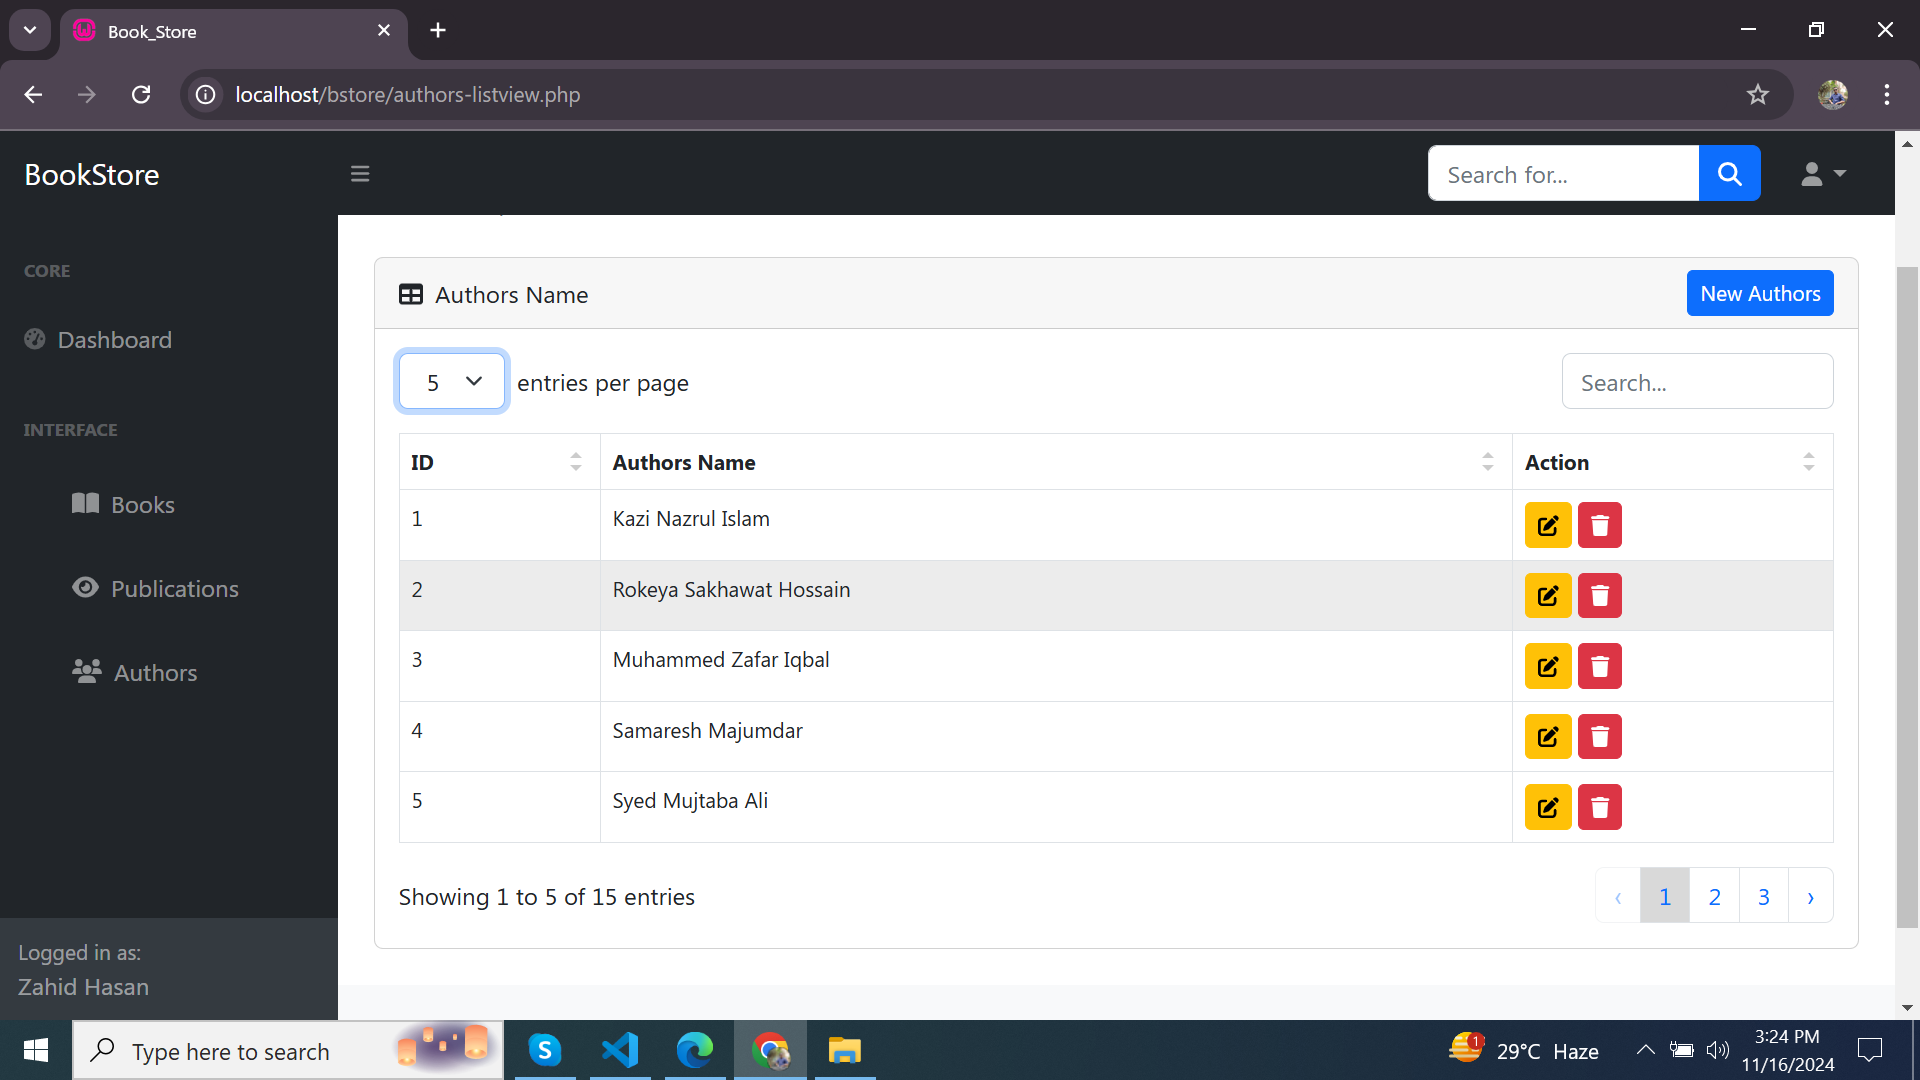 Book_Store
localhost/bstore/authors-listview.php
BookStore
Search for...
CORE
Dashboard
INTERFACE
Books
Publications
Authors
Logged in as:
Zahid Hasan
Authors Name
New Authors
5 entries per page
Search...
ID Authors Name Action
1 Kazi Nazrul Islam
2 Rokeya Sakhawat Hossain
3 Muhammed Zafar Iqbal
4 Samaresh Majumdar
5 Syed Mujtaba Ali
Showing 1 to 5 of 15 entries
‹ 1 2 3 ›
Type here to search
S
1
29°C Haze
3:24 PM
11/16/2024